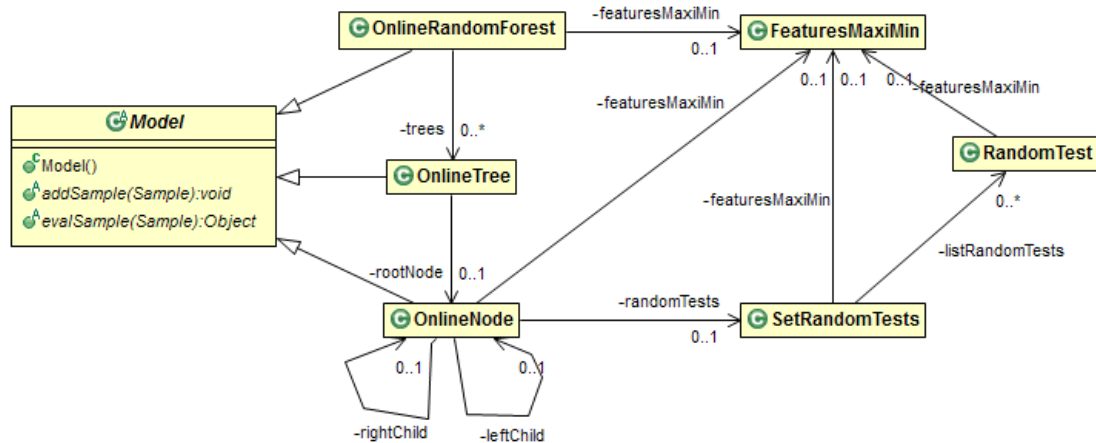 OnlineRandomForest
-featuresMaxiMin
0..1
FeaturesMaxiMin
0..1
0..1
0..1
-featuresMaxiMin
-featuresMaxiMin
Model
Model()
addSample(Sample):void
evalSample(Sample):Object
-trees
0..*
OnlineTree
RandomTest
-featuresMaxiMin
0..*
-listRandomTests
-rootNode
0..1
OnlineNode
-randomTests
0..1
SetRandomTests
0..1
0..1
-rightChild
-leftChild